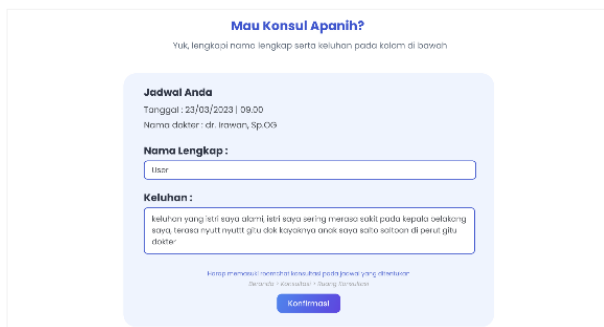 Mau Konsul Apanih?
Yuk, lengkapi nama lengkap serta keluhan pada kolom di bawah
Jadwal Anda
Tanggal : 23/03/2023 | 09.00
Nama dokter : dr. Irawan, Sp.OG
Nama Lengkap :
User
Keluhan :
keluhan yang istri saya alami, istri saya sering merasa sakit pada kepala belakang
saya, terasa nyutt nyuttt gitu dok kayaknya anak saya salto saltoan di perut gitu
dokter
Harap memasuki roomchat konsultasi pada jadwal yang ditentukan
Beranda > Konsultasi > Ruang Konsultasi
Konfirmasi